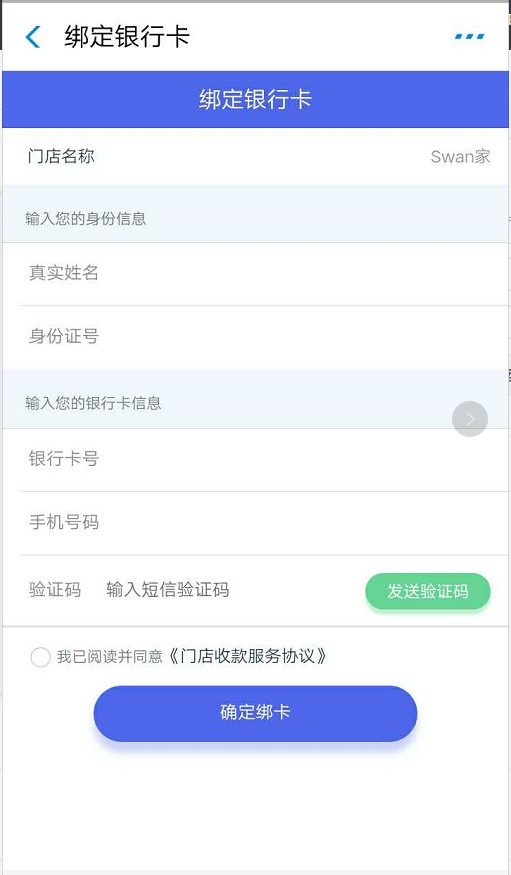 绑定银行卡
绑定银行卡
门店名称 Swan家
输入您的身份信息
真实姓名
身份证号
输入您的银行卡信息
银行卡号
手机号码
验证码 输入短信验证码 发送验证码
我已阅读并同意《门店收款服务协议》
确定绑卡